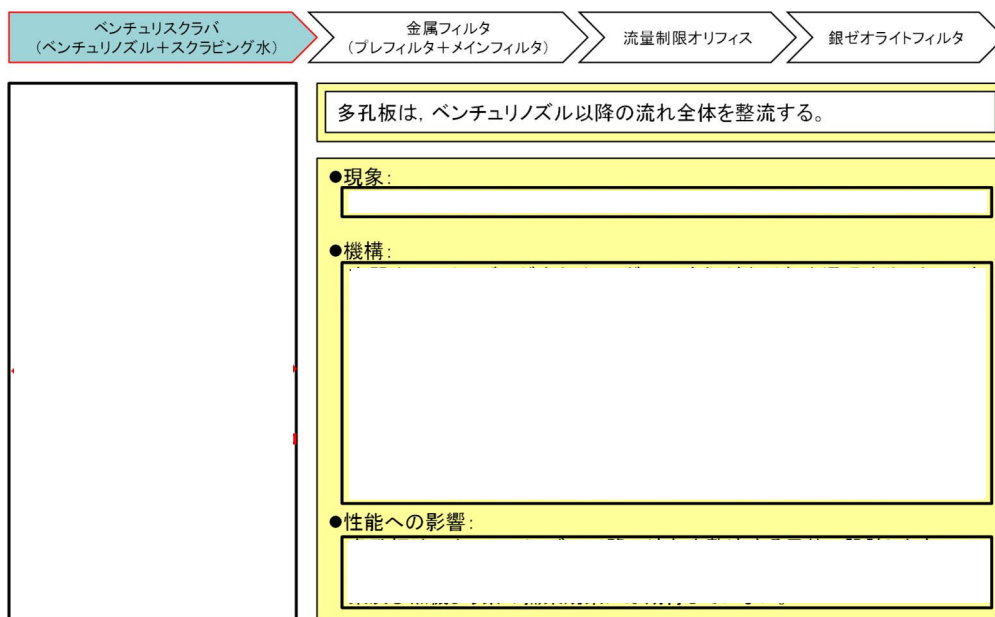 ベンチュリスクラバ
(ベンチュリノズル+スクラビング水)
金属フィルタ
(プレフィルタ+メインフィルタ)
流量制限オリフィス
銀ゼオライトフィルタ
多孔板は,ベンチュリノズル以降の流れ全体を整流する。
●現象:
●機構:
●性能への影響: